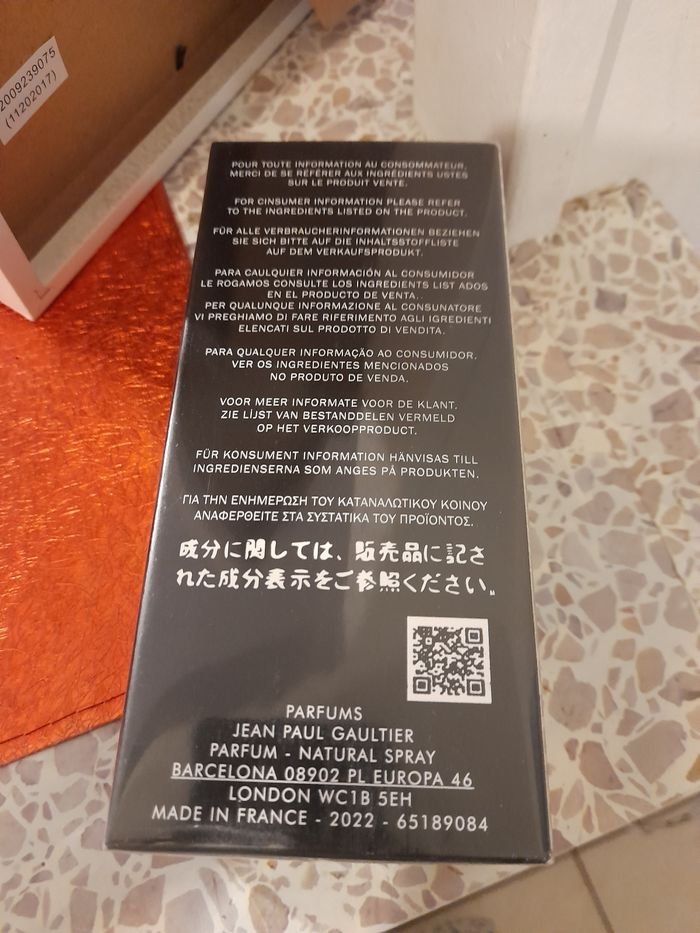 2009239075
(11202017)
POUR TOUTE INFORMATION AU CONSOMMATEUR,
MERCI DE SE RÉFÉRER AUX INGREDIENTS USTES
SUR LE PRODUIT VENTE.
FOR CINSUMER INFORMATION PLEASE REFER
TO THE INGREDIENTS LISTED ON THE PRODUCT.
FÜR ALLE VERBRAUCHERINFORMATIONEN BEZIEHEN
SIE SICH BITTE AUF DIE INHALTSSTOFFLISTE
AUF DEM VERKAUFSPRODUKT.
PARA CAULQUIER INFORMACIÓN AL CONSUMIDOR
LE ROGAMOS CONSULTE LOS INGREDIENTS LIST ADOS
EN EL PRODUCTO DE VENTA.
PER QUALUNQUE INFORMAZIONE AL CONSUNATORE
VI PREGHIAMO DI FARE RIFERIMENTO AGLI IGREDIENTI
ELENCATI SUL PRODOTTO DI VENDITA.
PARA QUALQUER INFORMAÇÃO AO CONSUMIDOR.
VER OS INGREDIENTES MENCIONADOS
NO PRODUTO DE VENDA.
VOOR MEER INFORMATE VOOR DE KLANT,
ZIE LIJST VAN BESTANDDELEN VERMELD
OP HET VERKOOPPRODUCT.
FÜR KONSUMENT INFORMATION HÄNVISAS TILL
INGREDIENSERNA SOM ANGES PÅ PRODUKTEN.
ΓΙΑ ΤΗΝ ΕΝΗΜΕΡΩΣΗ ΤΟΥ ΚΑΤΑΝΑΛΩΤΙΚΟΥ ΚΟΙΝΟΥ
ΑΝΑΦΕΡΘΕΙΤΕ ΣΤΑ ΣΥΣΤΑΤΙΚΑ ΤΟΥ ΠΡΟΪΟΝΤΟΣ.
成分に関しては、販売品に記さ
れた成分表示をご参照ください。
PARFUMS
JEAN PAUL GAULTIER
PARFUM - NATURAL SPRAY
BARCELONA 08902 PL EUROPA 46
LONDON WC1B 5EH
MADE IN FRANCE - 2022 - 65189084